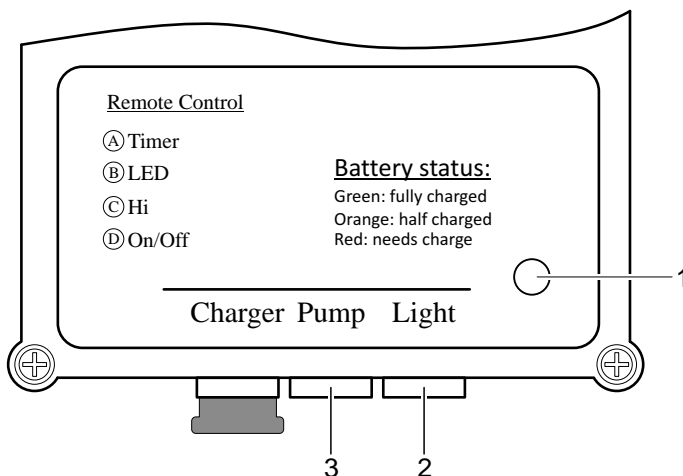 Remote Control
Ⓐ Timer
Ⓑ LED
Ⓒ Hi
Ⓓ On/Off
Battery status:
Green: fully charged
Orange: half charged
Red: needs charge
1
Charger Pump Light
3 2